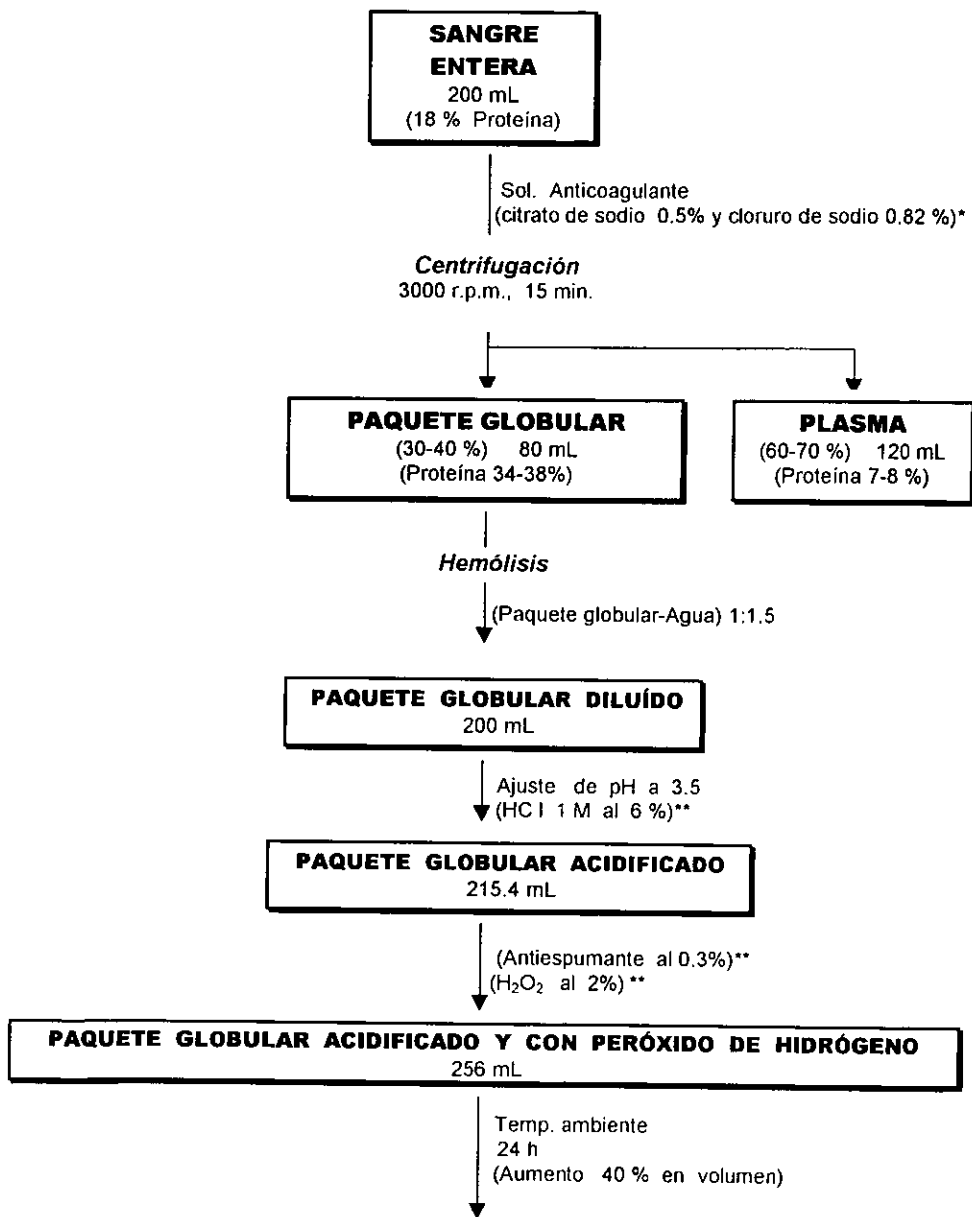 SANGRE
ENTERA
200 mL
(18 % Proteína)
Sol. Anticoagulante
(citrato de sodio 0.5% y cloruro de sodio 0.82 %)*
Centrifugación
3000 r.p.m., 15 min.
PAQUETE GLOBULAR
(30-40 %) 80 mL
(Proteína 34-38%)
PLASMA
(60-70 %) 120 mL
(Proteína 7-8 %)
Hemólisis
(Paquete globular-Agua) 1:1.5
PAQUETE GLOBULAR DILUÍDO
200 mL
Ajuste de pH a 3.5
(HCl 1 M al 6 %)**
PAQUETE GLOBULAR ACIDIFICADO
215.4 mL
(Antiespumante al 0.3%)**
(H₂O₂ al 2%) **
PAQUETE GLOBULAR ACIDIFICADO Y CON PERÓXIDO DE HIDRÓGENO
256 mL
Temp. ambiente
24 h
(Aumento 40 % en volumen)